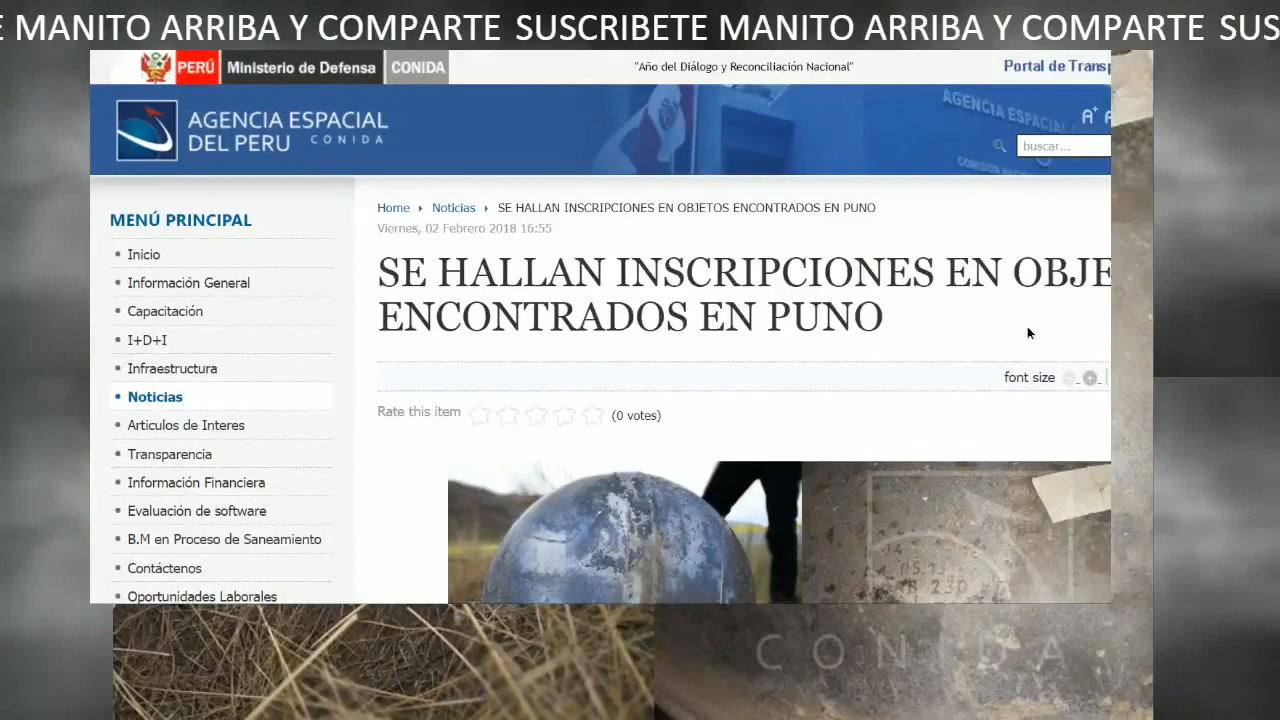 E MANITO ARRIBA Y COMPARTE SUSCRIBETE MANITO ARRIBA Y COMPARTE SUS
PERÚ Ministerio de Defensa CONIDA
"Año del Diálogo y Reconciliación Nacional"
Portal de Transp
AGENCIA ESPACIAL
DEL PERU CONIDA
AGENCIA ESPACIAL
A+ A
buscar...
MENÚ PRINCIPAL
Inicio
Información General
Capacitación
I+D+I
Infraestructura
Noticias
Articulos de Interes
Transparencia
Información Financiera
Evaluación de software
B.M en Proceso de Saneamiento
Contáctenos
Oportunidades Laborales
Home Noticias SE HALLAN INSCRIPCIONES EN OBJETOS ENCONTRADOS EN PUNO
Viernes, 02 Febrero 2018 16:55
SE HALLAN INSCRIPCIONES EN OBJE
ENCONTRADOS EN PUNO
font size
Rate this item (0 votes)
CONIDA